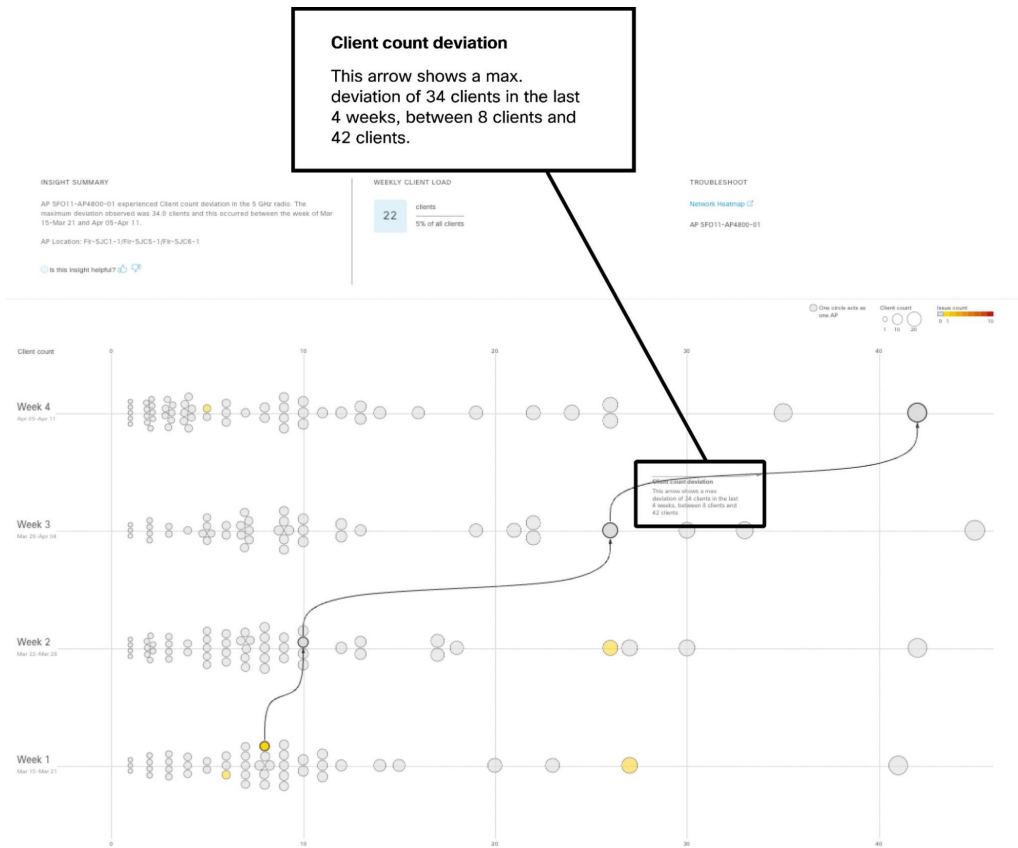 Client count deviation
This arrow shows a max.
deviation of 34 clients in the last
4 weeks, between 8 clients and
42 clients.
INSIGHT SUMMARY
AP SFO11-AP4800-01 experienced Client count deviation in the 5 GHz radio. The
maximum deviation observed was 34.0 clients and this occurred between the week of Mar
15-Mar 21 and Apr 05-Apr 11.
AP Location: Flr-SJC1-1/Flr-SJC5-1/Flr-SJC6-1
Is this insight helpful?
WEEKLY CLIENT LOAD
22
clients
5% of all clients
TROUBLESHOOT
Network Heatmap
AP SFO11-AP4800-01
One circle acts as
one AP
Client count
1 10 20
Issue count
0 1 10
Client count
0 10 20 30 40
Week 4
Apr 05-Apr 11
Client count deviation
This arrow shows a max
deviation of 34 clients in the last
4 weeks, between 8 clients and
42 clients
Week 3
Mar 29-Apr 04
Week 2
Mar 22-Mar 28
Week 1
Mar 15-Mar 21
0 10 20 30 40